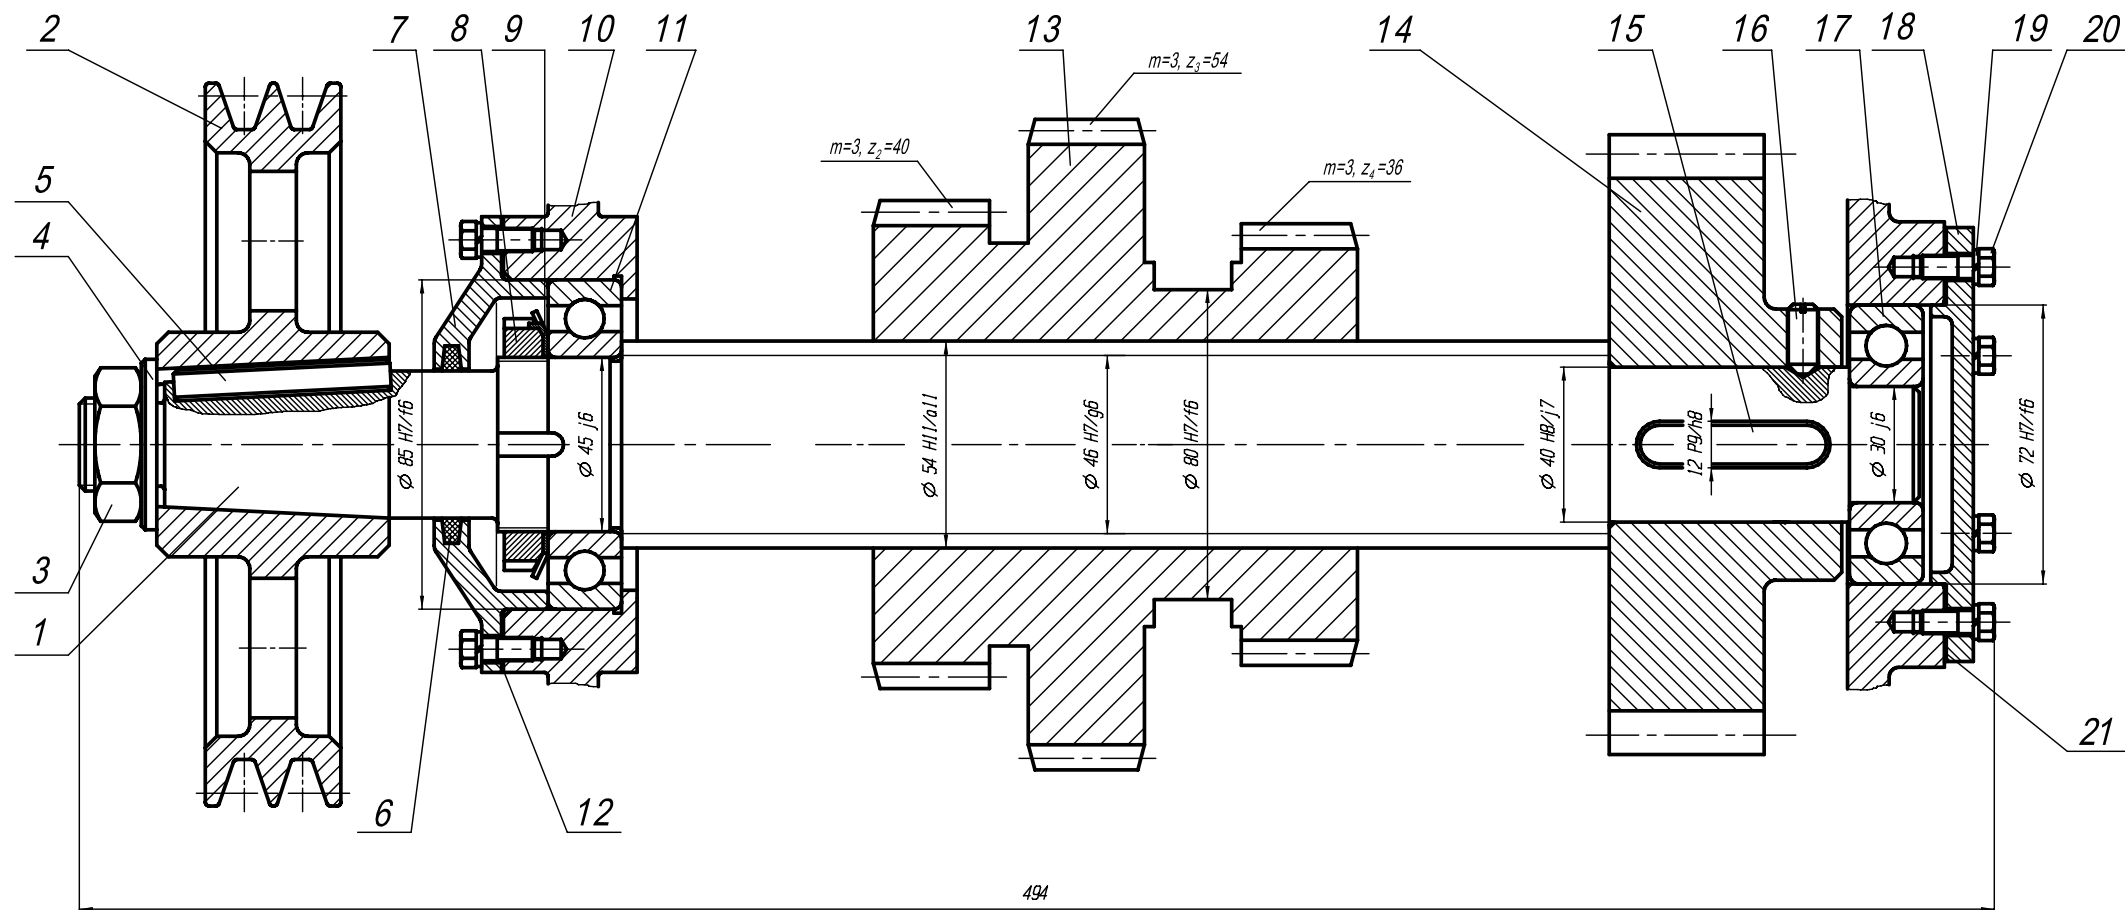 2
7
8
9
10
11
13
14
15
16
17
18
19
20
m=3, z₃=54
m=3, z₂=40
m=3, z₄=36
5
4
3
1
6
12
21
Ø 85 H7/f6
Ø 45 j6
Ø 54 H11/a11
Ø 46 H7/g6
Ø 80 H7/f6
Ø 40 H8/j7
12 P9/h8
Ø 30 j6
Ø 72 H7/f6
494